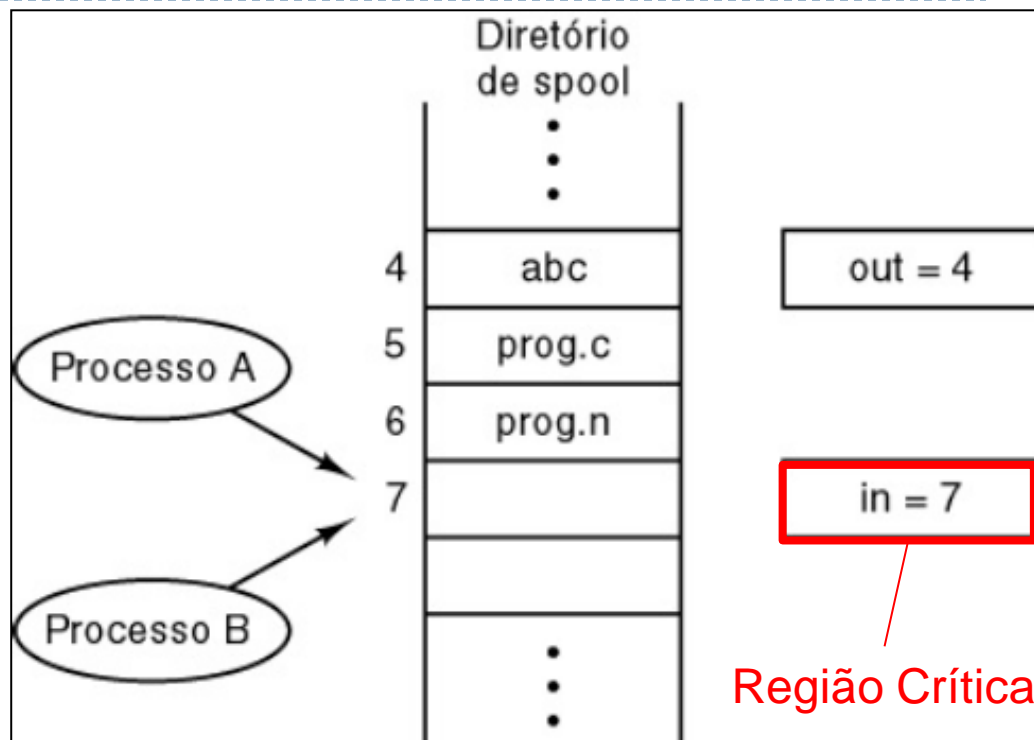 Diretório
de spool
4
abc
out = 4
Processo A
5
prog.c
6
prog.n
7
in = 7
Processo B
Região Crítica